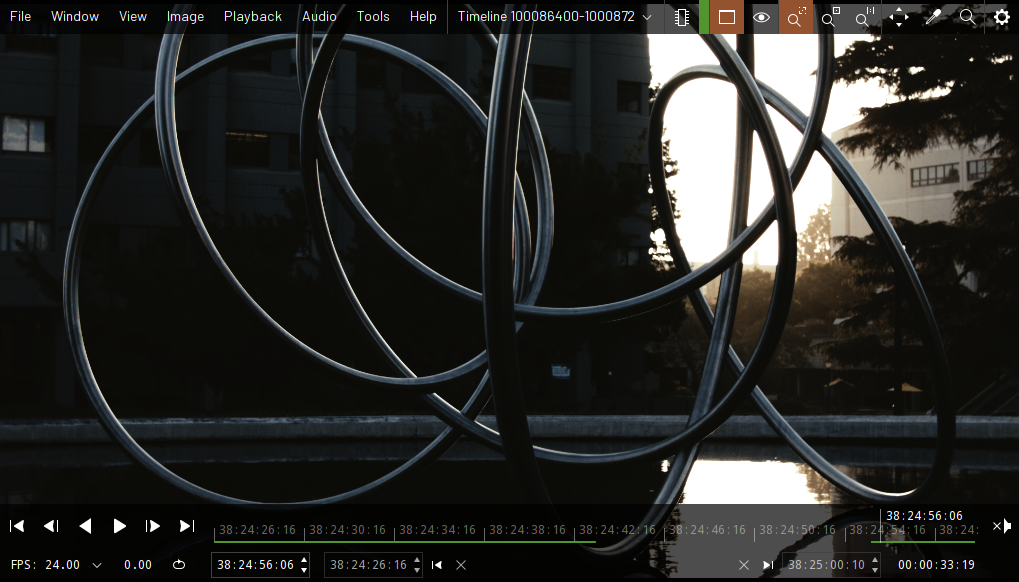 File Window View Image Playback Audio Tools Help Timeline 100086400-1000872
38:24:56:06
38:24:26:16 38:24:30:16 38:24:34:16 38:24:38:16 38:24:42:16 38:24:46:16 38:24:50:16 38:24:54:16 38:24:
FPS: 24.00 0.00 38:24:56:06 38:24:26:16 38:25:00:10 00:00:33:19